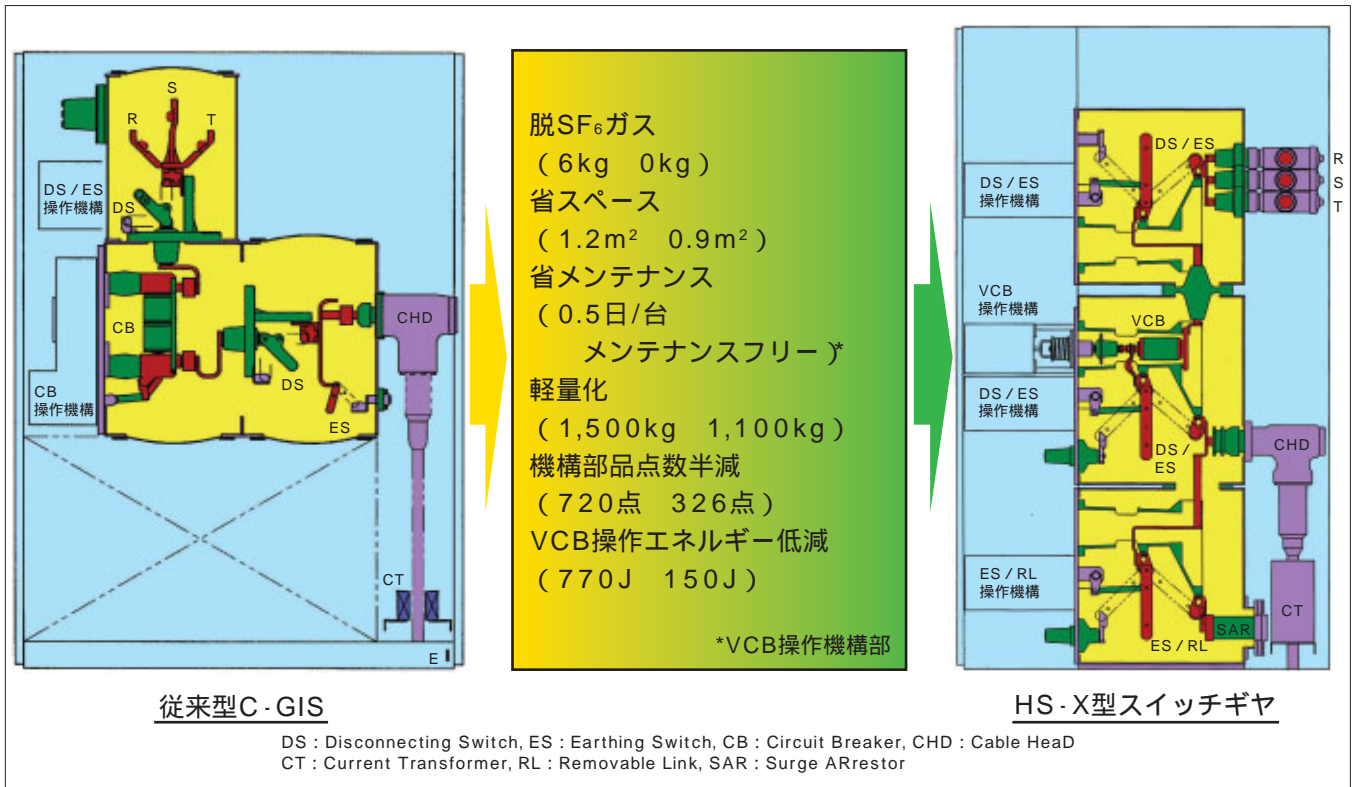 S
R T
DS/ES
操作機構
DS
CB
CHD
DS
CB
操作機構
ES
CT
E
従来型C-GIS
脱SF₆ガス
(6kg 0kg)
省スペース
(1.2m² 0.9m²)
省メンテナンス
(0.5日/台
メンテナンスフリー)*
軽量化
(1,500kg 1,100kg)
機構部品点数半減
(720点 326点)
VCB操作エネルギー低減
(770J 150J)
*VCB操作機構部
DS/ES
R
S
T
DS/ES
操作機構
VCB
操作機構
VCB
DS/ES
操作機構
CHD
DS/
ES
ES/RL
操作機構
CT
SAR
ES/RL
HS-X型スイッチギヤ
DS : Disconnecting Switch, ES : Earthing Switch, CB : Circuit Breaker, CHD : Cable HeaD
CT : Current Transformer, RL : Removable Link, SAR : Surge ARrestor